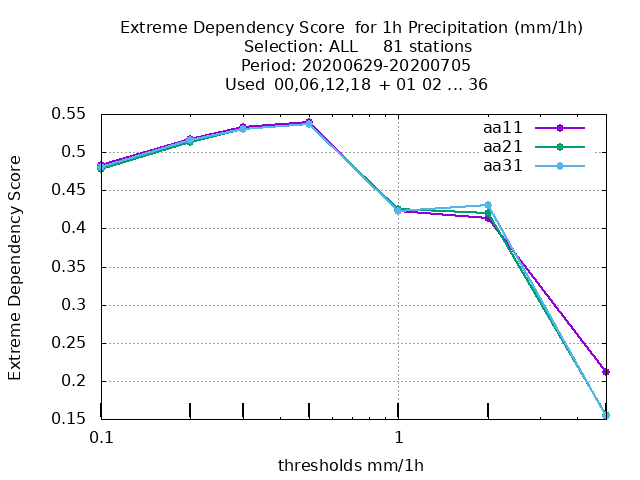 Extreme Dependency Score  for 1h Precipitation (mm/1h)
Selection: ALL     81 stations
Period: 20200629-20200705
Used  00,06,12,18  + 01 02 ... 36
Extreme Dependency Score
0.55
0.5
0.45
0.4
0.35
0.3
0.25
0.2
0.15
aa11
aa21
aa31
0.1
1
thresholds mm/1h